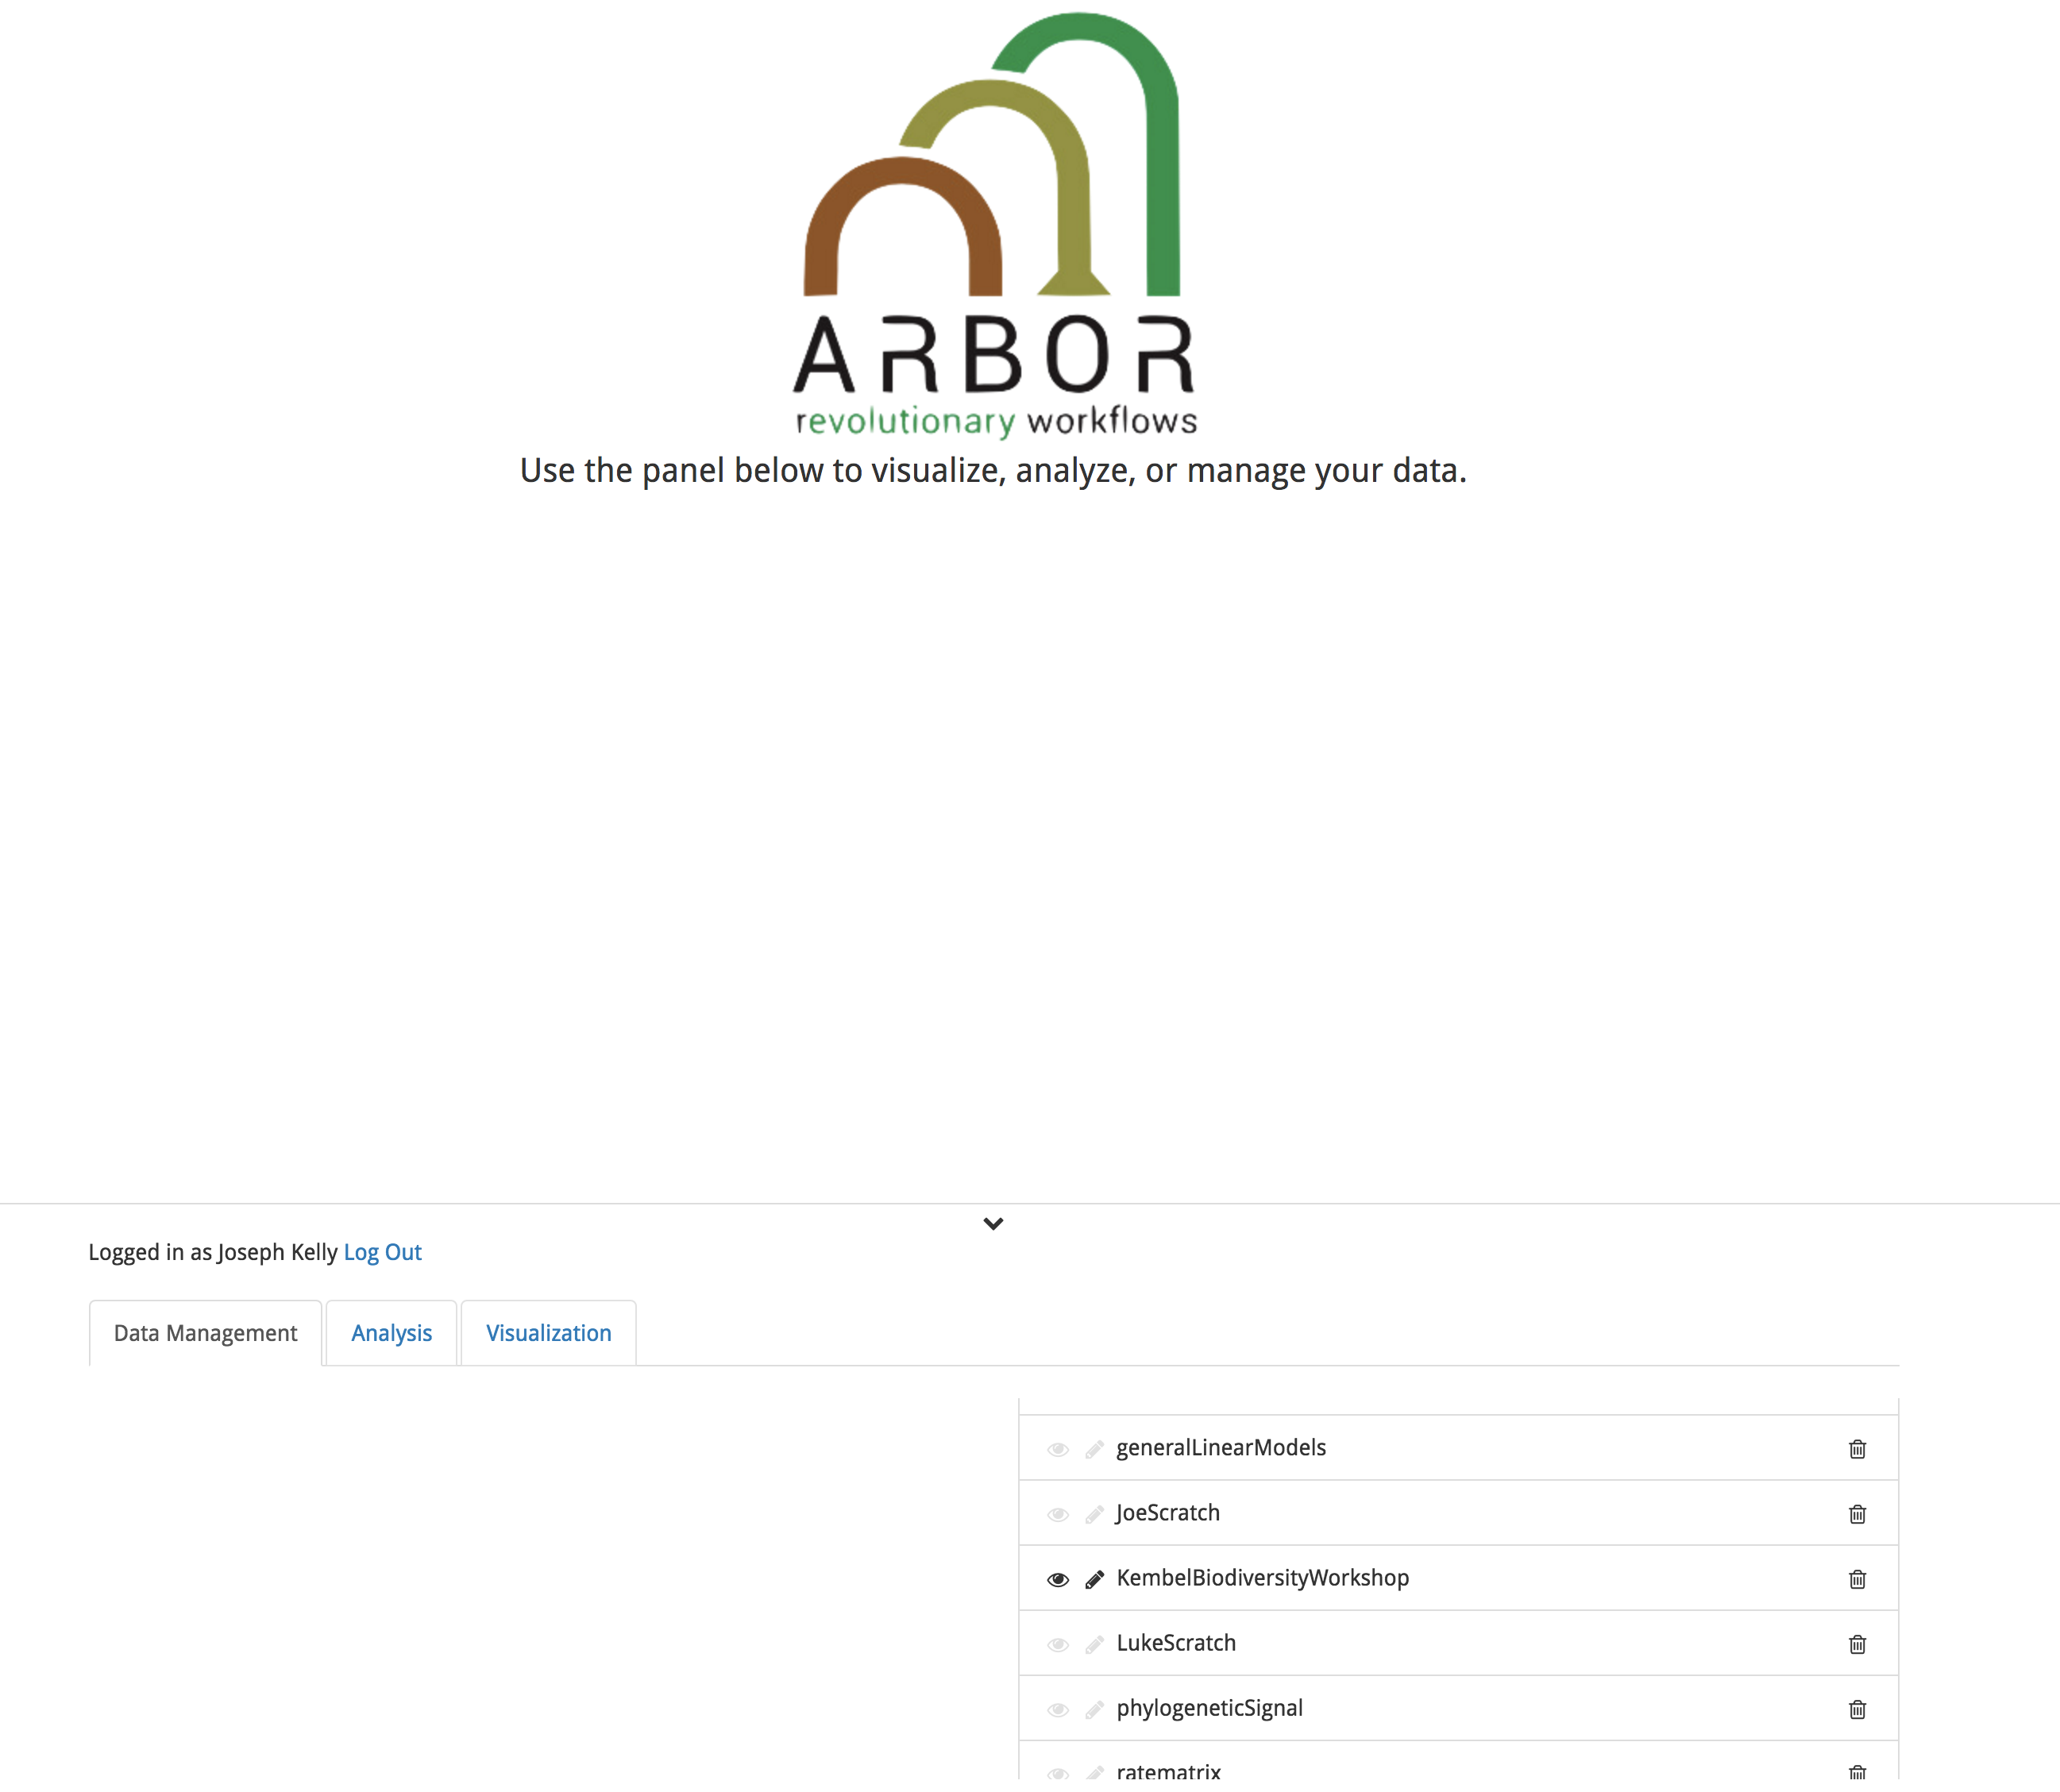 ARBOR
revolutionary workflows
Use the panel below to visualize, analyze, or manage your data.
Logged in as Joseph Kelly Log Out
Data Management Analysis Visualization
generalLinearModels
JoeScratch
KembelBiodiversityWorkshop
LukeScratch
phylogeneticSignal
ratematrix